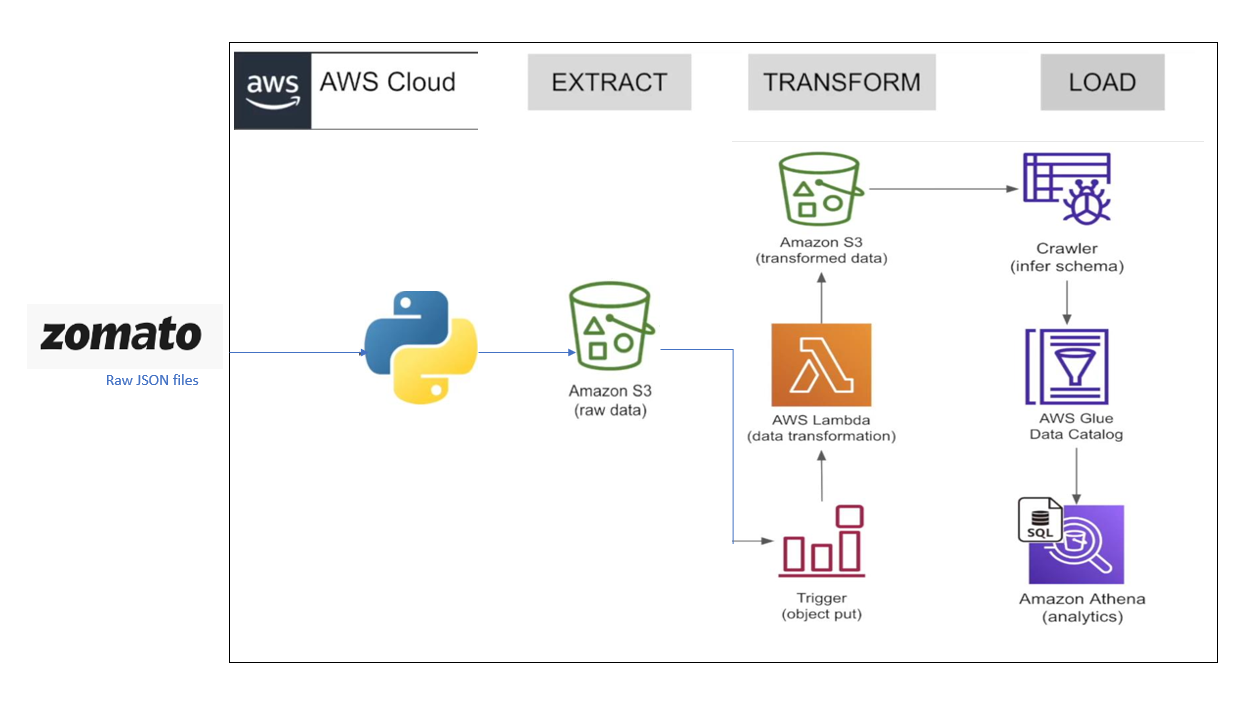 aws
AWS Cloud
EXTRACT
TRANSFORM
LOAD
zomato
Raw JSON files
Amazon S3
(raw data)
Amazon S3
(transformed data)
AWS Lambda
(data transformation)
Trigger
(object put)
Crawler
(infer schema)
AWS Glue
Data Catalog
SQL
Amazon Athena
(analytics)